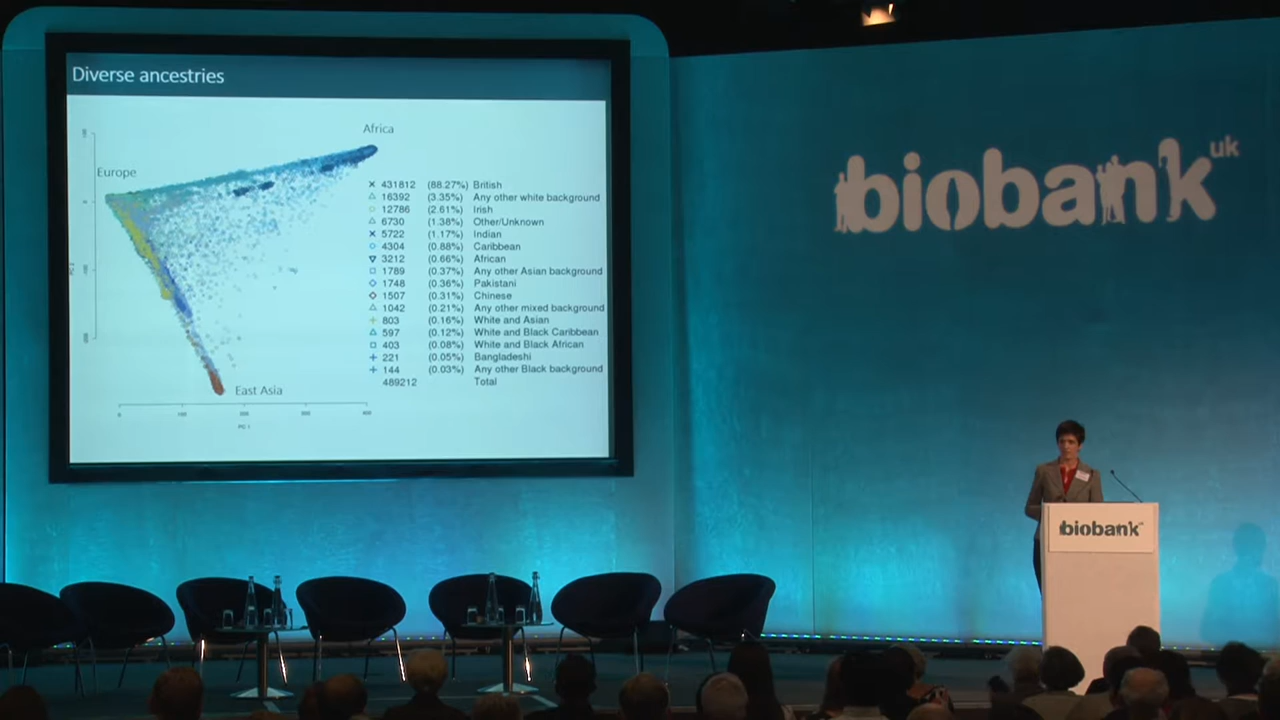 Diverse ancestries
Africa
Europe
431812 (88.27%) British
16392 (3.35%) Any other white background
12786 (2.61%) Irish
6730 (1.38%) Other/Unknown
5722 (1.17%) Indian
4304 (0.88%) Caribbean
3212 (0.66%) African
1789 (0.37%) Any other Asian background
1748 (0.36%) Pakistani
1507 (0.31%) Chinese
1042 (0.21%) Any other mixed background
803 (0.16%) White and Asian
597 (0.12%) White and Black Caribbean
403 (0.08%) White and Black African
221 (0.05%) Bangladeshi
144 (0.03%) Any other Black background
489212 Total
East Asia
PC 1
biobank uk
biobank